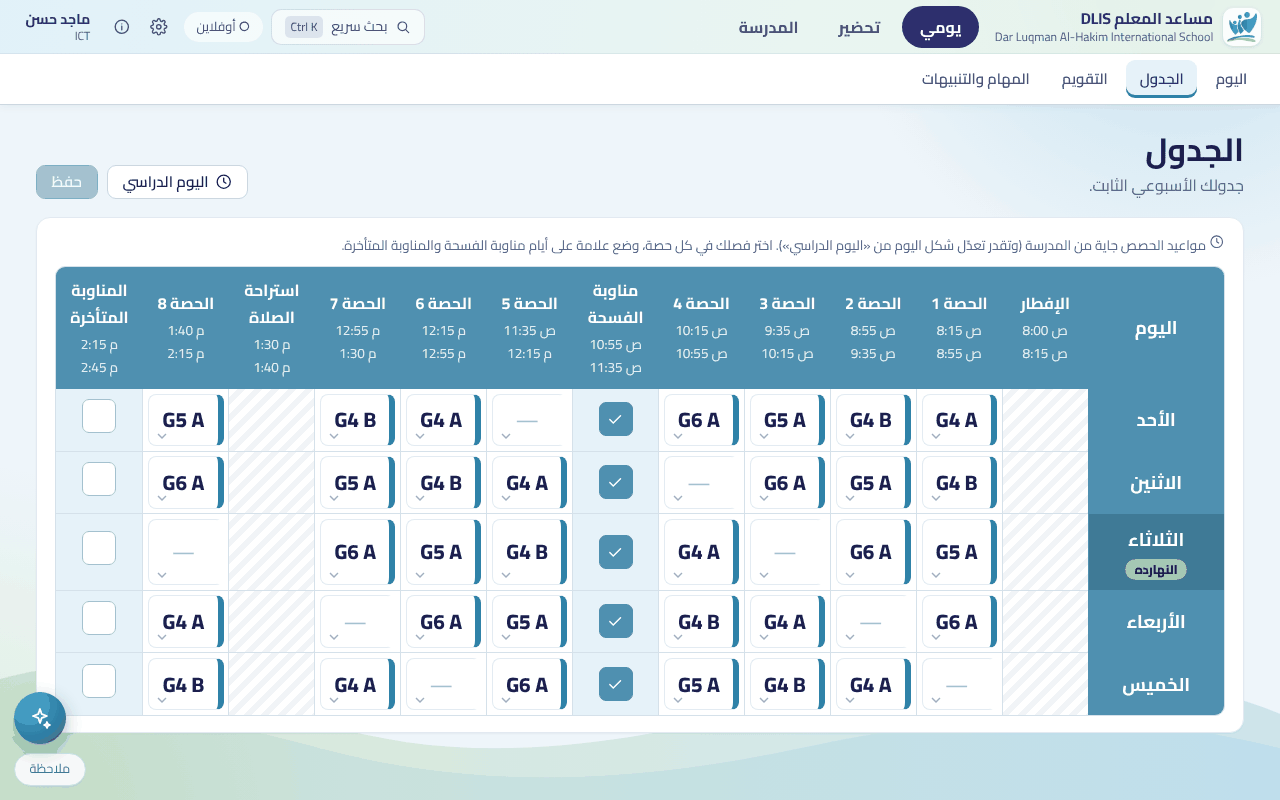 مساعد المعلم DLIS
Dar Luqman Al-Hakim International School
يومي
تحضير
المدرسة
بحث سريع
Ctrl K
أوفلاين
ماجد حسن
ICT
اليوم
الجدول
التقويم
المهام والتنبيهات
الجدول
جدولك الأسبوعي الثابت.
اليوم الدراسي
حفظ
مواعيد الحصص جاية من المدرسة (وتقدر تعدّل شكل اليوم من «اليوم الدراسي»). اختر فصلك في كل حصة، وضع علامة على أيام مناوبة الفسحة والمناوبة المتأخرة.
اليوم
الإفطار
8:00 ص
8:15 ص
الحصة 1
8:15 ص
8:55 ص
الحصة 2
8:55 ص
9:35 ص
الحصة 3
9:35 ص
10:15 ص
الحصة 4
10:15 ص
10:55 ص
مناوبة
الفسحة
10:55 ص
11:35 ص
الحصة 5
11:35 ص
12:15 م
الحصة 6
12:15 م
12:55 م
الحصة 7
12:55 م
1:30 م
استراحة
الصلاة
1:30 م
1:40 م
الحصة 8
1:40 م
2:15 م
المناوبة
المتأخرة
2:15 م
2:45 م
الأحد
G4 A
G4 B
G5 A
G6 A
—
G4 A
G4 B
G5 A
الاثنين
G4 B
G5 A
G6 A
—
G4 A
G4 B
G5 A
G6 A
الثلاثاء
النهارده
G5 A
G6 A
—
G4 A
G4 B
G5 A
G6 A
—
الأربعاء
G6 A
—
G4 A
G4 B
G5 A
G6 A
—
G4 A
الخميس
—
G4 A
G4 B
G5 A
G6 A
—
G4 A
G4 B
ملاحظة